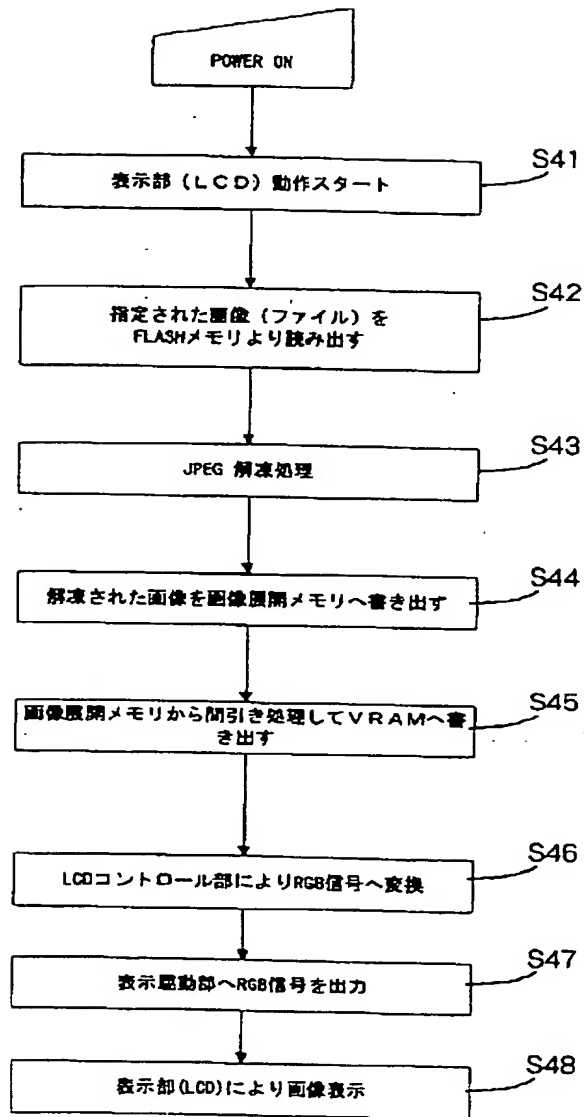 POWER ON
S41
表示部(LCD)動作スタート
S42
指定された画像(ファイル)を
FLASHメモリより読み出す
S43
JPEG 解凍処理
S44
解凍された画像を画像展開メモリへ書き出す
S45
画像展開メモリから間引き処理してVRAMへ書
き出す
S46
LCDコントロール部によりRGB信号へ変換
S47
表示駆動部へRGB信号を出力
S48
表示部(LCD)により画像表示